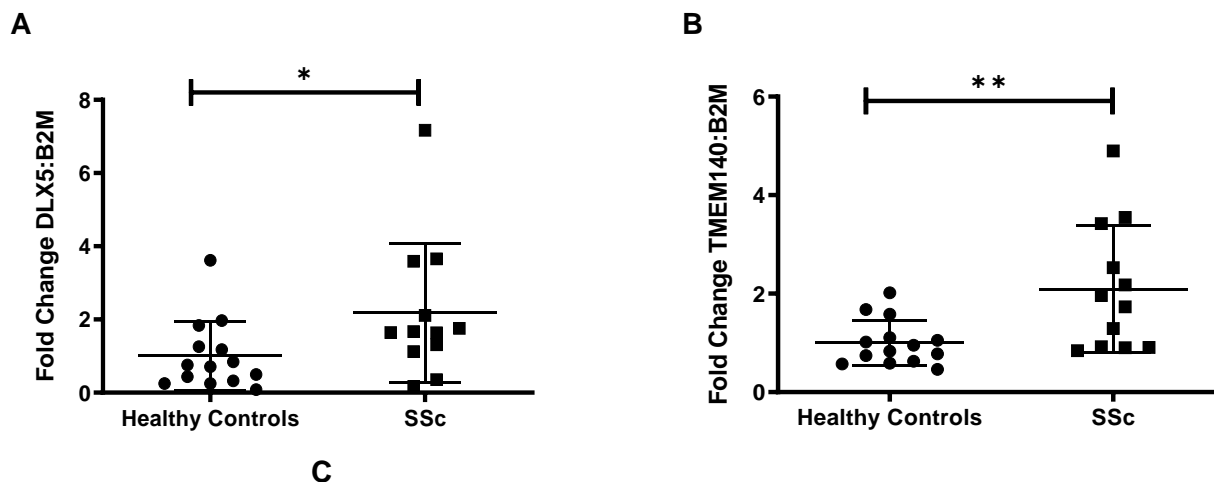 A
B
*
**
Fold Change DLX5:B2M
8
6
4
2
0
Healthy Controls
SSc
Fold Change TMEM140:B2M
6
4
2
0
Healthy Controls
SSc
C